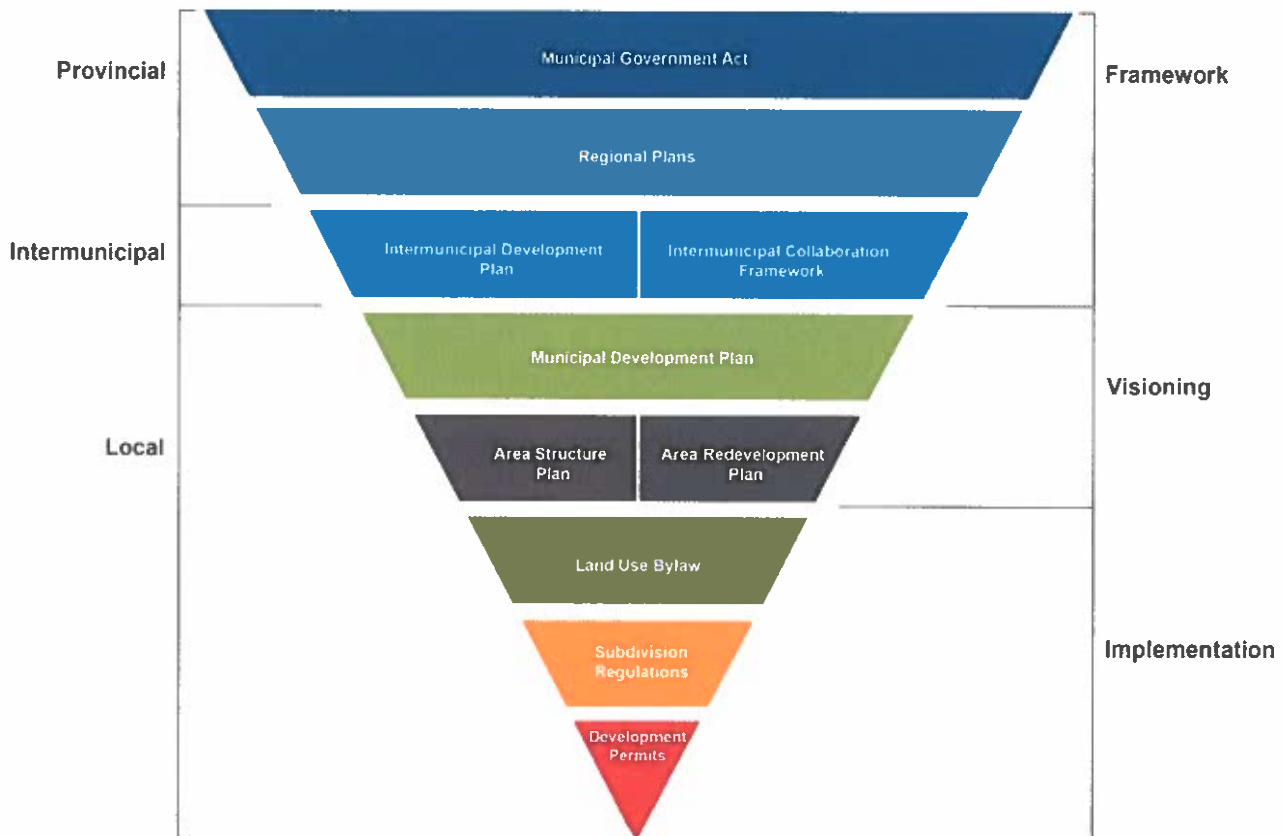 Municipal Government Act
Provincial
Framework
Regional Plans
Intermunicipal
Intermunicipal Development
Plan
Intermunicipal Collaboration
Framework
Municipal Development Plan
Visioning
Local
Area Structure
Plan
Area Redevelopment
Plan
Land Use Bylaw
Subdivision
Regulations
Implementation
Development
Permits